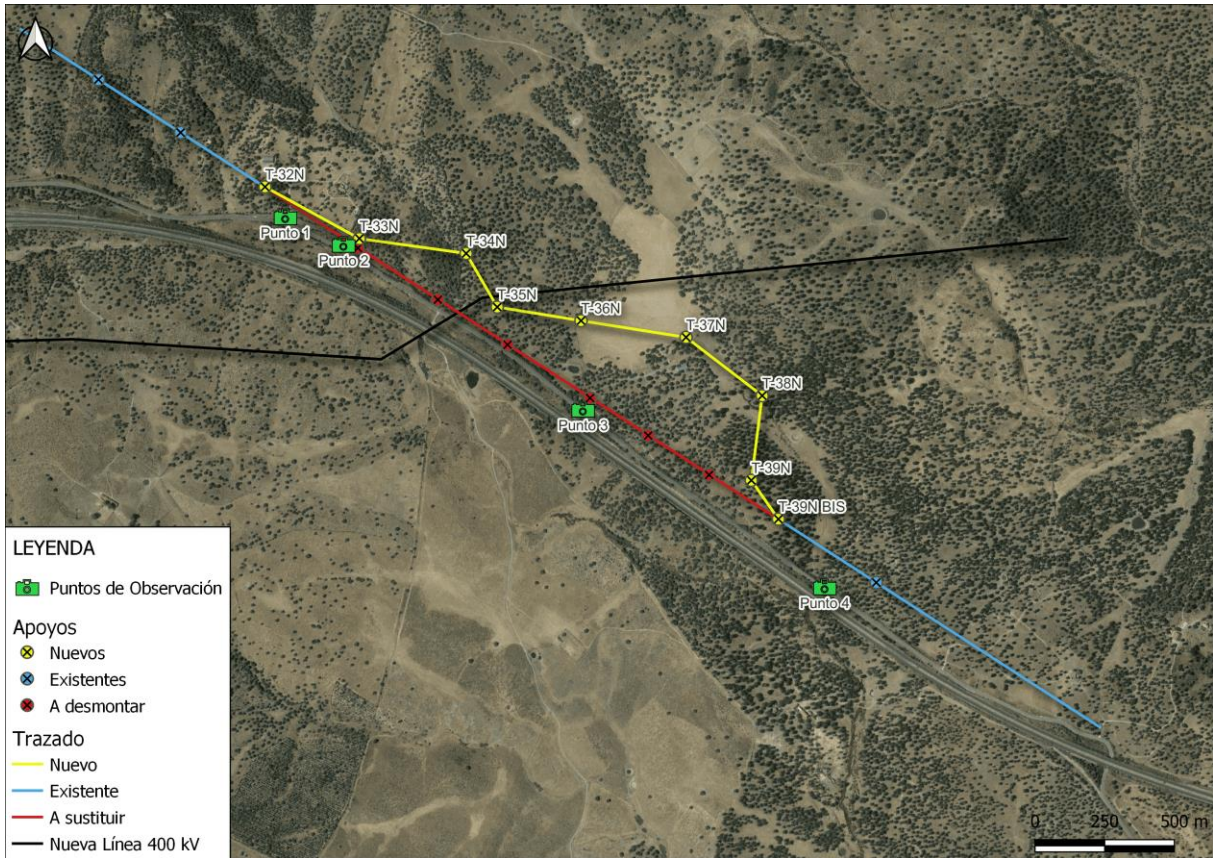 T-32N
Punto 1
T-33N
Punto 2
T-34N
T-35N
T-36N
T-37N
T-38N
Punto 3
T-39N
T-39N BIS
Punto 4
LEYENDA
Puntos de Observación
Apoyos
Nuevos
Existentes
A desmontar
Trazado
Nuevo
Existente
A sustituir
Nueva Línea 400 kV
0 250 500 m